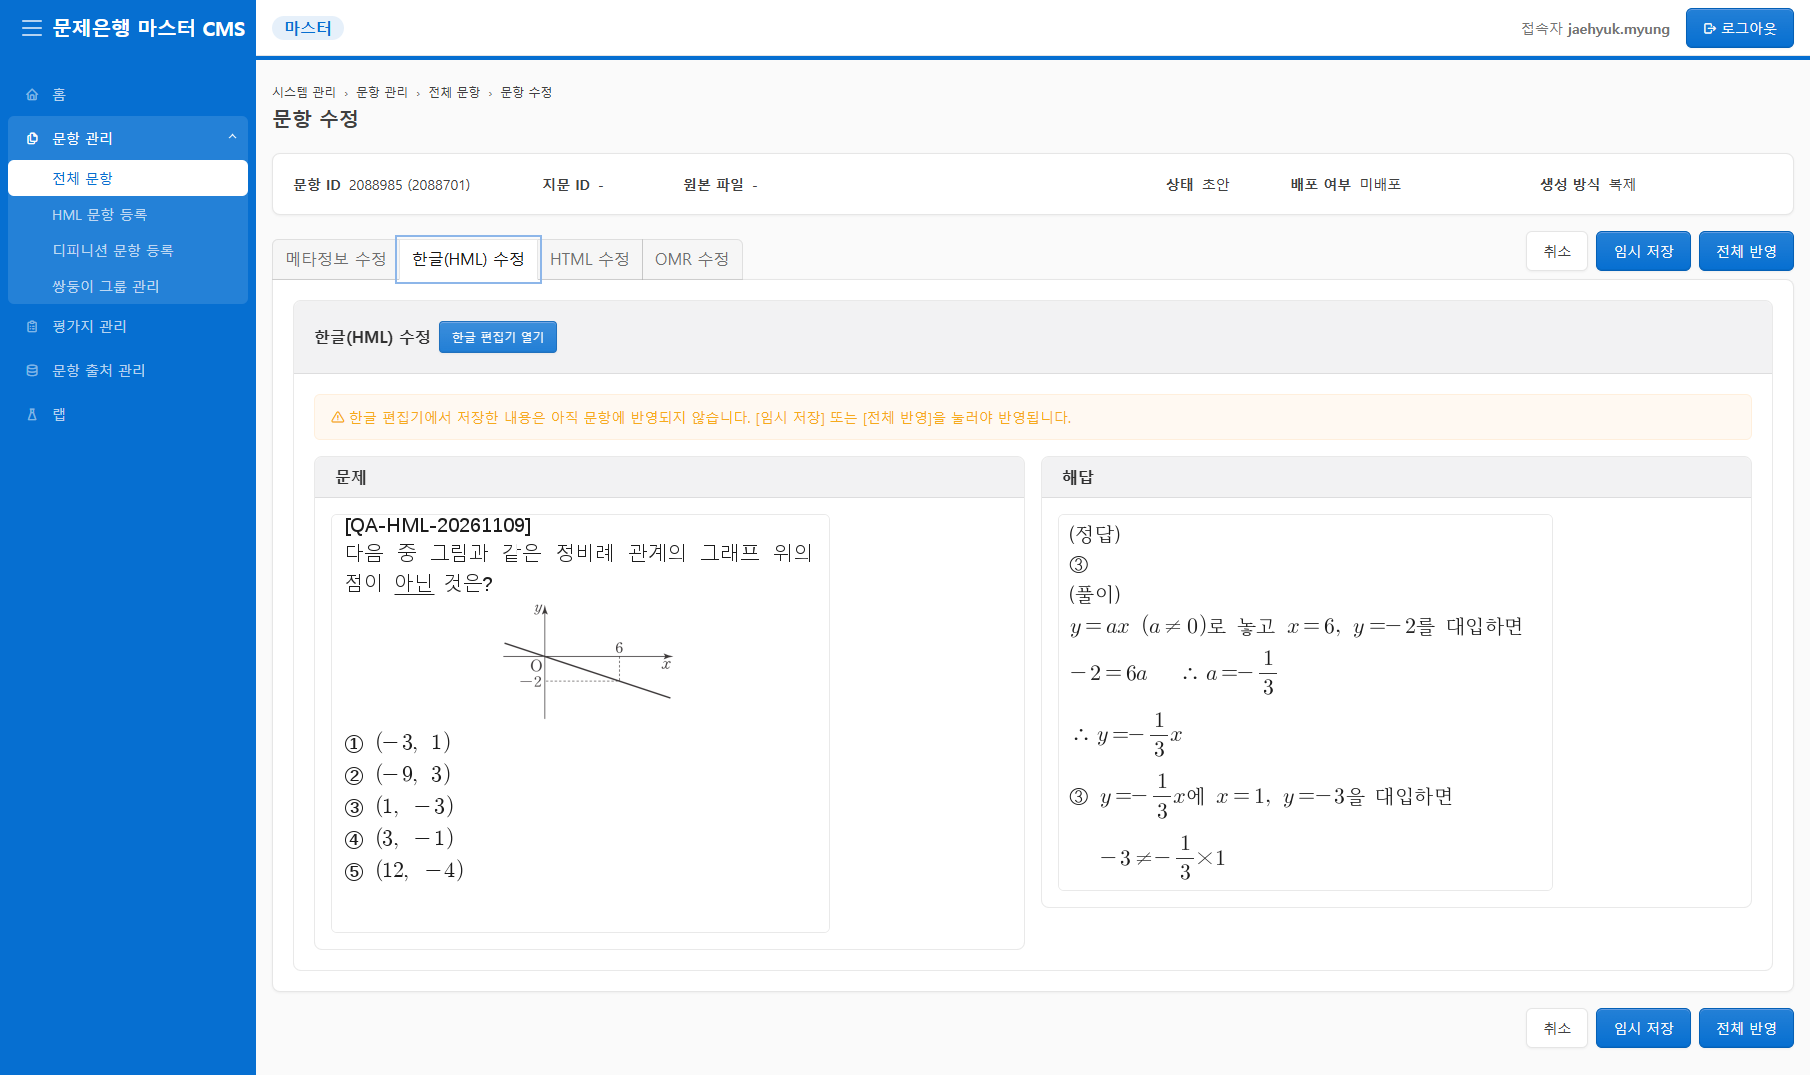 문제은행 마스터 CMS
마스터
접속자 jaehyuk.myung
로그아웃
홈
문항 관리
전체 문항
HML 문항 등록
디피니션 문항 등록
쌍둥이 그룹 관리
평가지 관리
문항 출처 관리
랩
시스템 관리 › 문항 관리 › 전체 문항 › 문항 수정
문항 수정
문항 ID 2088985 (2088701) 지문 ID - 원본 파일 - 상태 초안 배포 여부 미배포 생성 방식 복제
메타정보 수정 한글(HML) 수정 HTML 수정 OMR 수정
취소 임시 저장 전체 반영
한글(HML) 수정 한글 편집기 열기
한글 편집기에서 저장한 내용은 아직 문항에 반영되지 않습니다. [임시 저장] 또는 [전체 반영]을 눌러야 반영됩니다.
문제
[QA-HML-20261109]
다음 중 그림과 같은 정비례 관계의 그래프 위의
점이 아닌 것은?
y
6
O
x
−2
① (−3, 1)
② (−9, 3)
③ (1, −3)
④ (3, −1)
⑤ (12, −4)
해답
(정답)
③
(풀이)
y=ax (a≠0)로 놓고 x=6, y=−2를 대입하면
−2=6a ∴ a=−1/3
∴ y=−1/3x
③ y=−1/3x에 x=1, y=−3을 대입하면
−3≠−1/3×1
취소 임시 저장 전체 반영